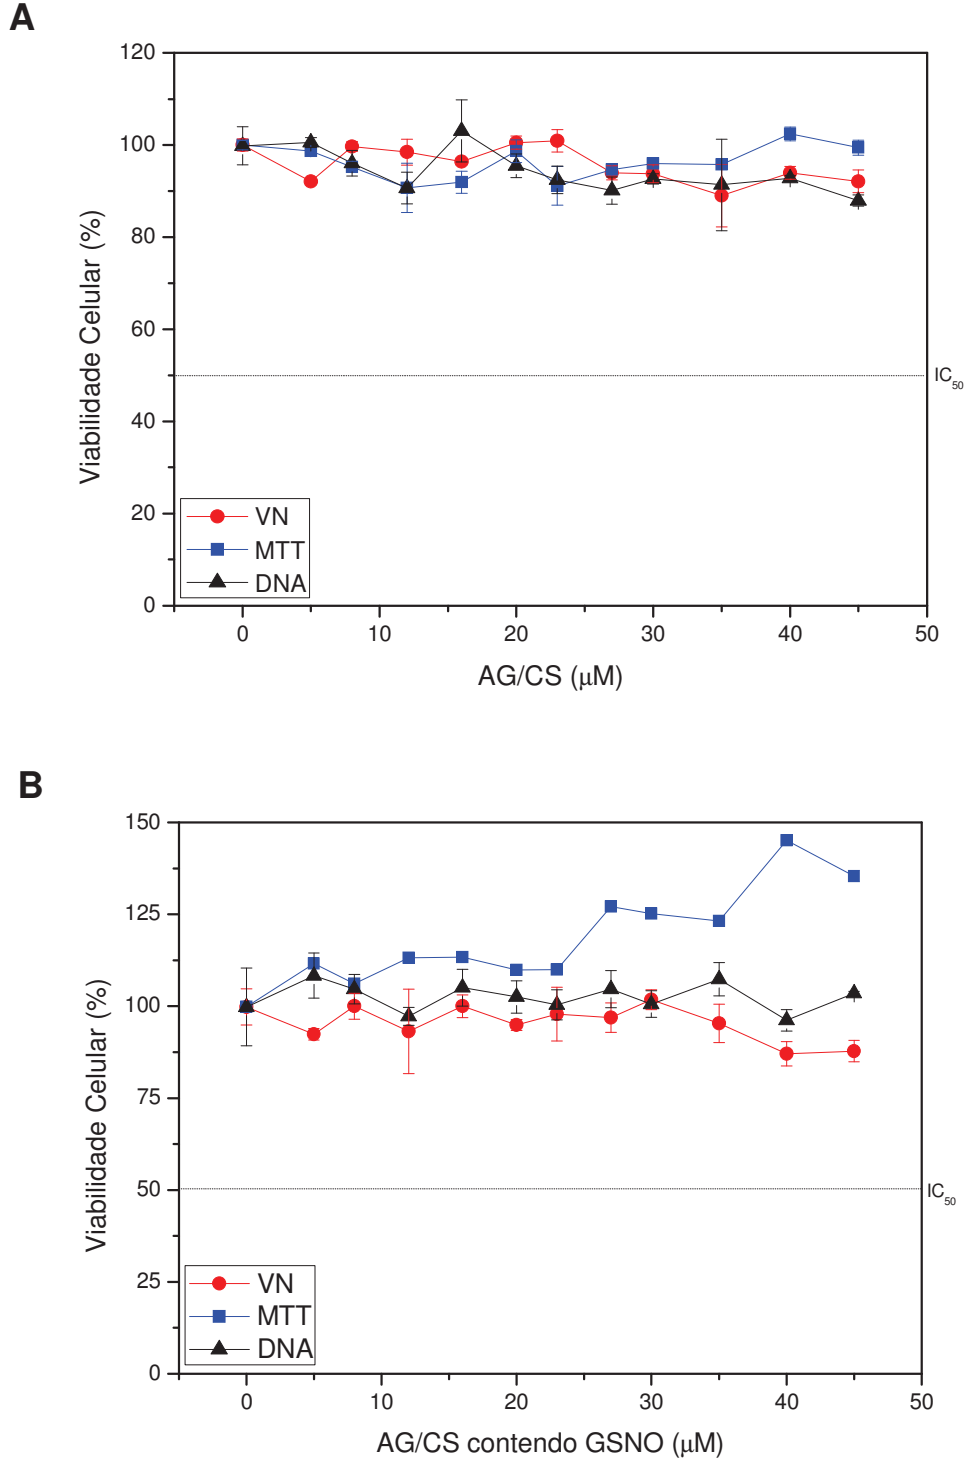 A
120
100
80
60
40
20
0
Viabilidade Celular (%)
IC50
VN
MTT
DNA
0 10 20 30 40 50
AG/CS (μM)
B
150
125
100
75
50
25
0
Viabilidade Celular (%)
IC50
VN
MTT
DNA
0 10 20 30 40 50
AG/CS contendo GSNO (μM)